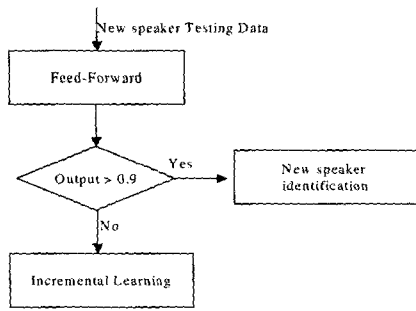 New speaker Testing Data
Feed-Forward
Output > 0.9
Yes
New speaker
identification
No
Incremental Learning